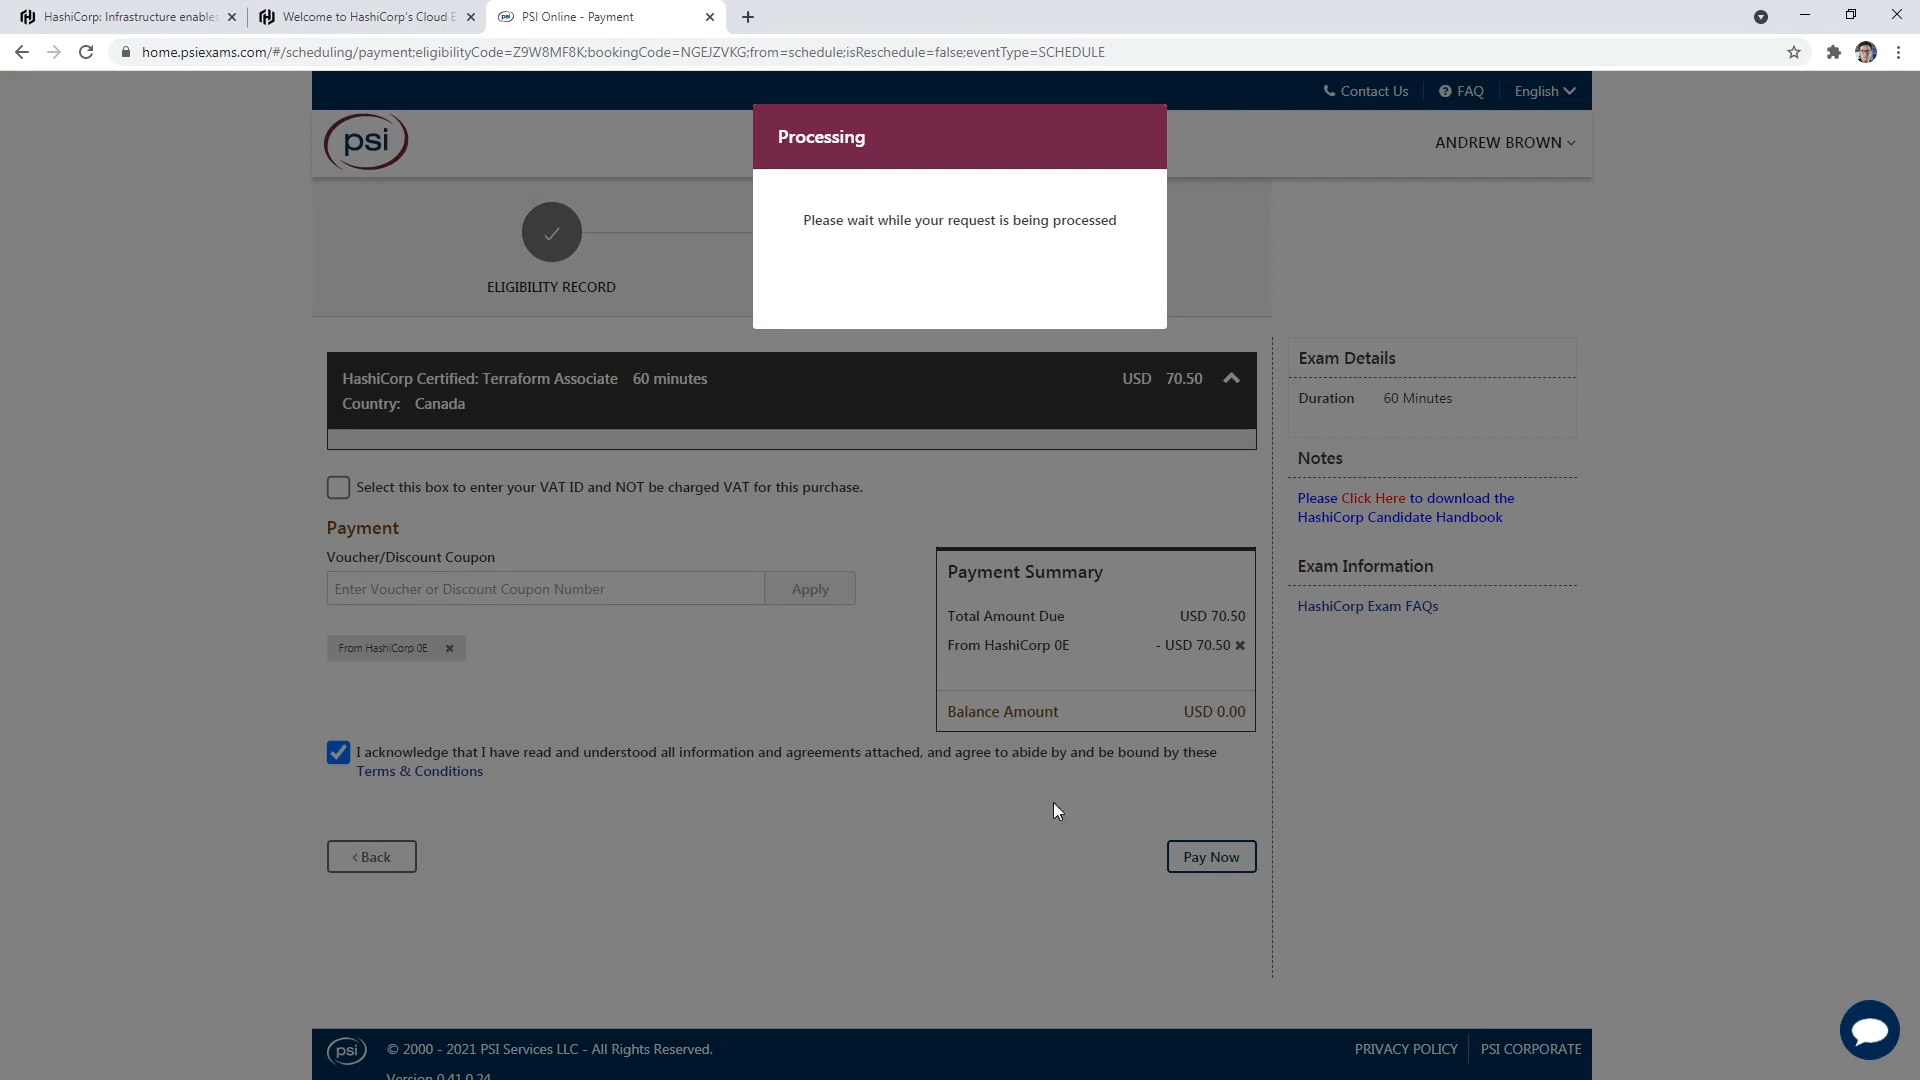 HashiCorp: Infrastructure enables
Welcome to HashiCorp's Cloud E
PSI Online - Payment
home.psiexams.com/#/scheduling/payment;eligibilityCode=Z9W8MF8K;bookingCode=NGEJZVKG;from=schedule;isReschedule=false;eventType=SCHEDULE
Contact Us
FAQ
English
psi
ANDREW BROWN
Processing
Please wait while your request is being processed
ELIGIBILITY RECORD
HashiCorp Certified: Terraform Associate 60 minutes
USD 70.50
Country: Canada
Select this box to enter your VAT ID and NOT be charged VAT for this purchase.
Payment
Voucher/Discount Coupon
Enter Voucher or Discount Coupon Number
Apply
From HashiCorp 0E
Payment Summary
Total Amount Due USD 70.50
From HashiCorp 0E - USD 70.50
Balance Amount USD 0.00
I acknowledge that I have read and understood all information and agreements attached, and agree to abide by and be bound by these
Terms & Conditions
< Back
Pay Now
Exam Details
Duration 60 Minutes
Notes
Please Click Here to download the
HashiCorp Candidate Handbook
Exam Information
HashiCorp Exam FAQs
psi
© 2000 - 2021 PSI Services LLC - All Rights Reserved.
PRIVACY POLICY
PSI CORPORATE
Version 0.41.0.24